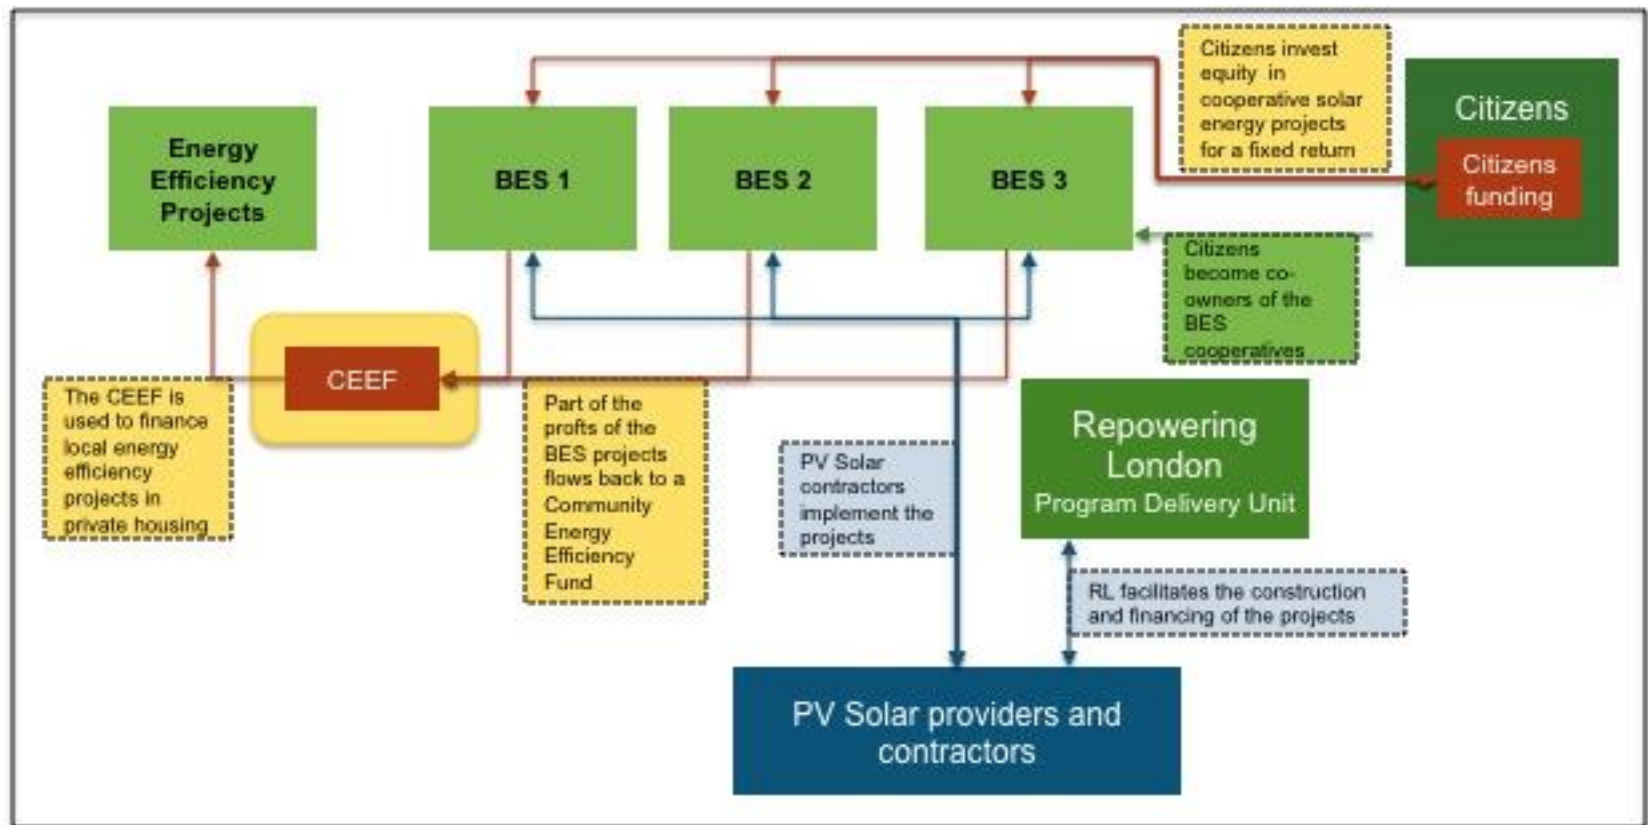 Citizens invest
equity in
cooperative solar
energy projects
for a fixed return
Citizens
Citizens
funding
Energy
Efficiency
Projects
BES 1
BES 2
BES 3
Citizens
become co-
owners of the
BES
cooperatives
CEEF
The CEEF is
used to finance
local energy
efficiency
projects in
private housing
Part of the
profts of the
BES projects
flows back to a
Community
Energy
Efficiency
Fund
PV Solar
contractors
implement the
projects
Repowering
London
Program Delivery Unit
RL facilitates the construction
and financing of the projects
PV Solar providers and
contractors